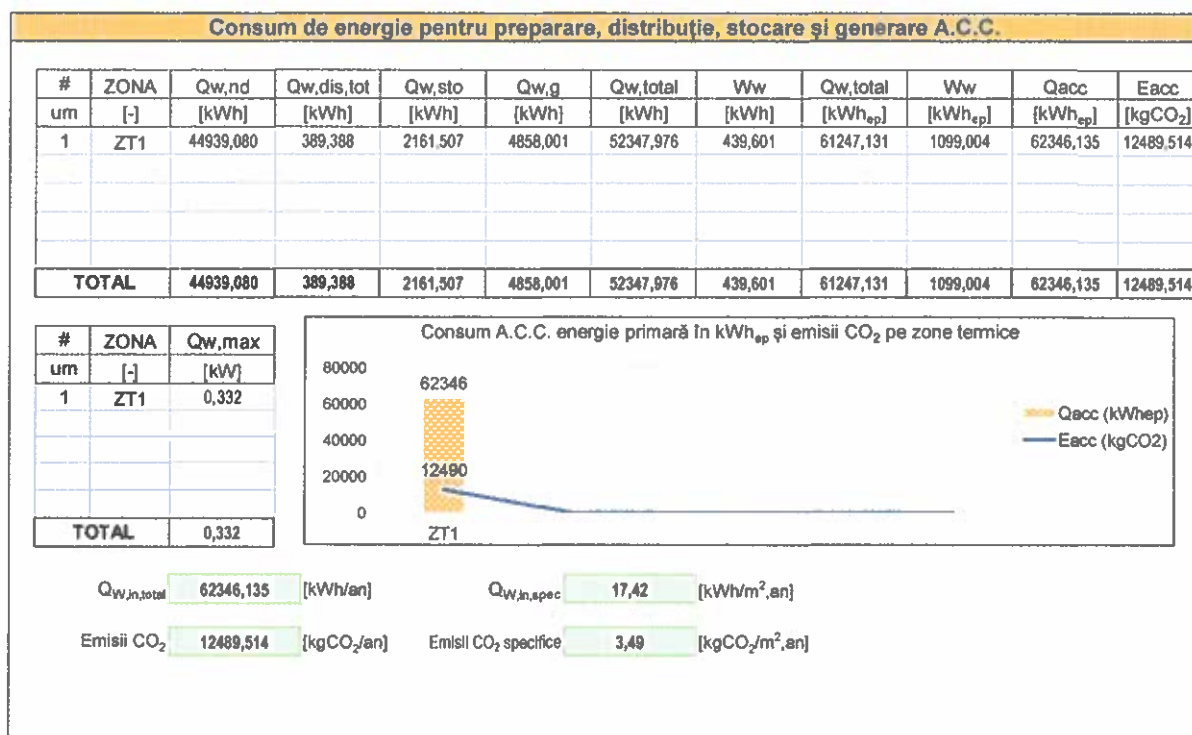 Consum de energie pentru preparare, distribuție, stocare și generare A.C.C.
# ZONA Qw,nd Qw,dis,tot Qw,sto Qw,g Qw,total Ww Qw,total Ww Qacc Eacc
um [-] [kWh] [kWh] [kWh] [kWh] [kWh] [kWh] [kWhₑₚ] [kWhₑₚ] [kWhₑₚ] [kgCO₂]
1 ZT1 44939,080 389,388 2161,507 4858,001 52347,976 439,601 61247,131 1099,004 62346,135 12489,514
TOTAL 44939,080 389,388 2161,507 4858,001 52347,976 439,601 61247,131 1099,004 62346,135 12489,514
# ZONA Qw,max
um [-] [kW]
1 ZT1 0,332
TOTAL 0,332
Consum A.C.C. energie primară în kWhₑₚ și emisii CO₂ pe zone termice
80000
60000
40000
20000
0
62346
12490
ZT1
Qacc (kWhep)
Eacc (kgCO2)
Q_W,in,total 62346,135 [kWh/an] Q_W,in,spec 17,42 [kWh/m²,an]
Emisii CO₂ 12489,514 [kgCO₂/an] Emisii CO₂ specifice 3,49 [kgCO₂/m²,an]